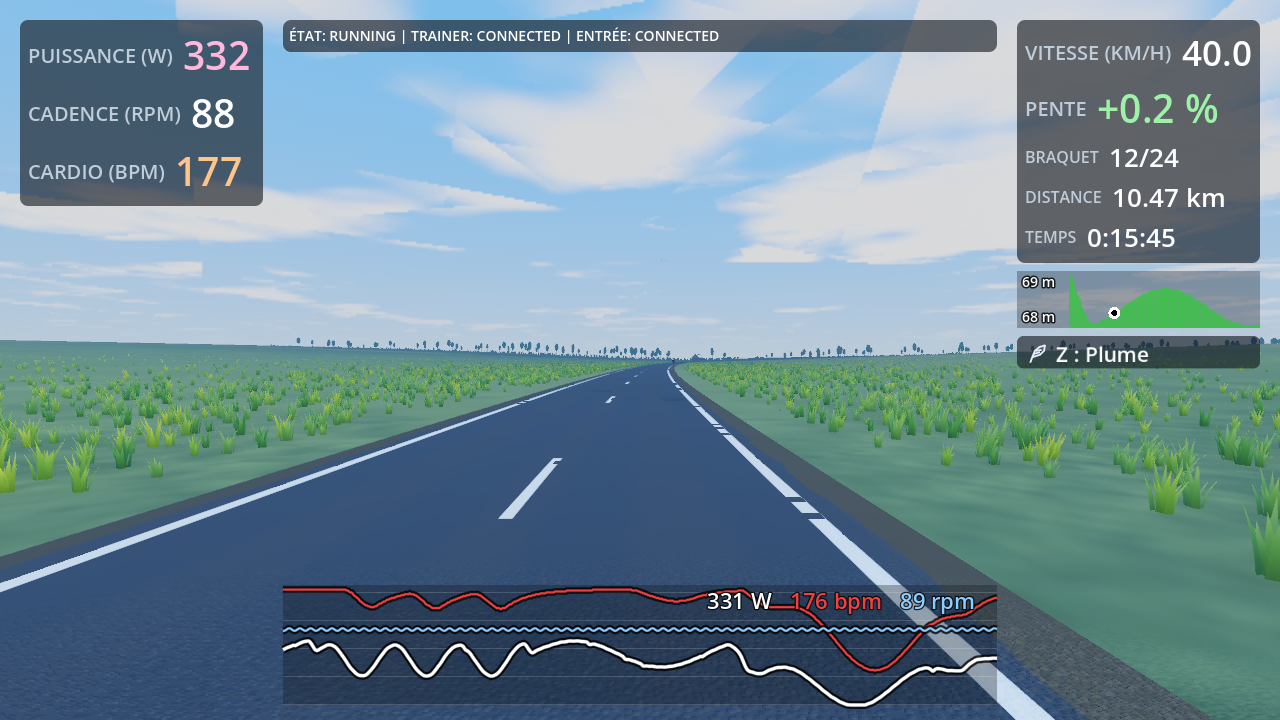 PUISSANCE (W) 332
CADENCE (RPM) 88
CARDIO (BPM) 177
ÉTAT: RUNNING | TRAINER: CONNECTED | ENTRÉE: CONNECTED
VITESSE (KM/H) 40.0
PENTE +0.2 %
BRAQUET 12/24
DISTANCE 10.47 km
TEMPS 0:15:45
69 m
68 m
Z : Plume
331 W 176 bpm 89 rpm